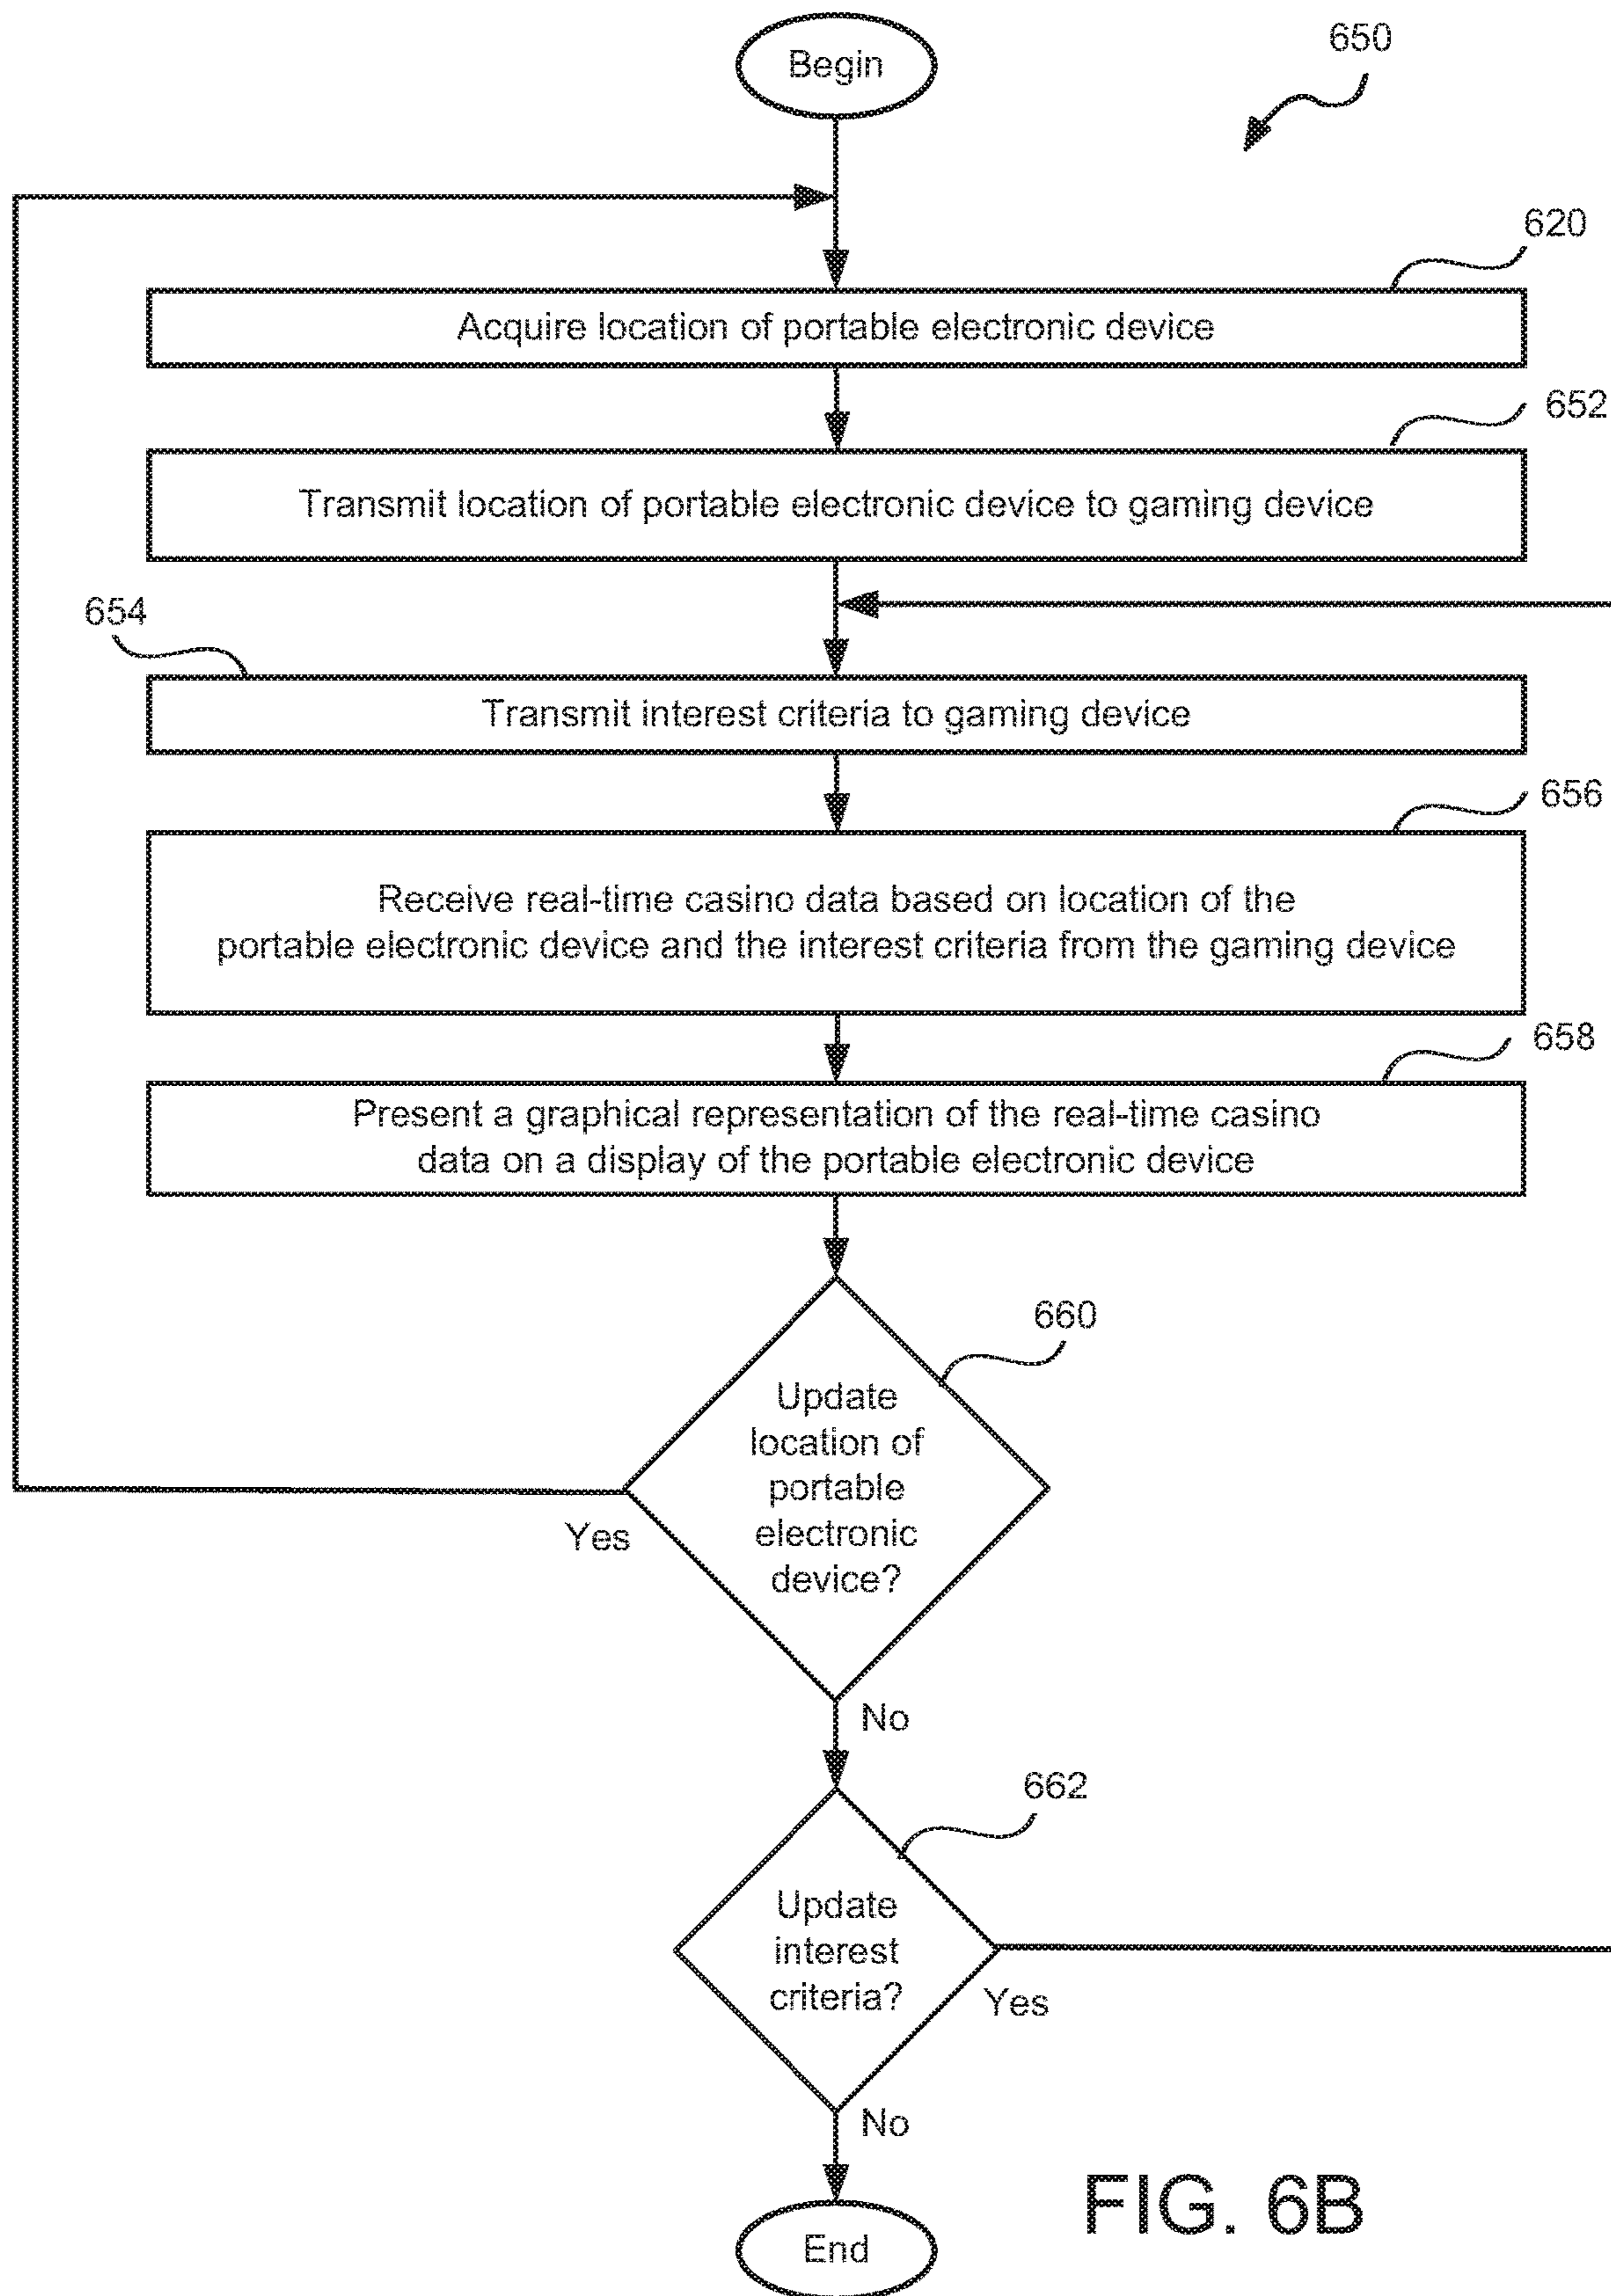 Begin
650
620
Acquire location of portable electronic device
652
Transmit location of portable electronic device to gaming device
654
Transmit interest criteria to gaming device
656
Receive real-time casino data based on location of the
portable electronic device and the interest criteria from the gaming device
658
Present a graphical representation of the real-time casino
data on a display of the portable electronic device
660
Update
location of
portable
electronic
device?
Yes
No
662
Update
interest
criteria?
Yes
No
End
FIG. 6B